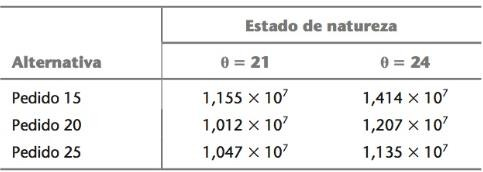 Estado de natureza
Alternativa θ = 21 θ = 24
Pedido 15 1,155 × 10⁷ 1,414 × 10⁷
Pedido 20 1,012 × 10⁷ 1,207 × 10⁷
Pedido 25 1,047 × 10⁷ 1,135 × 10⁷